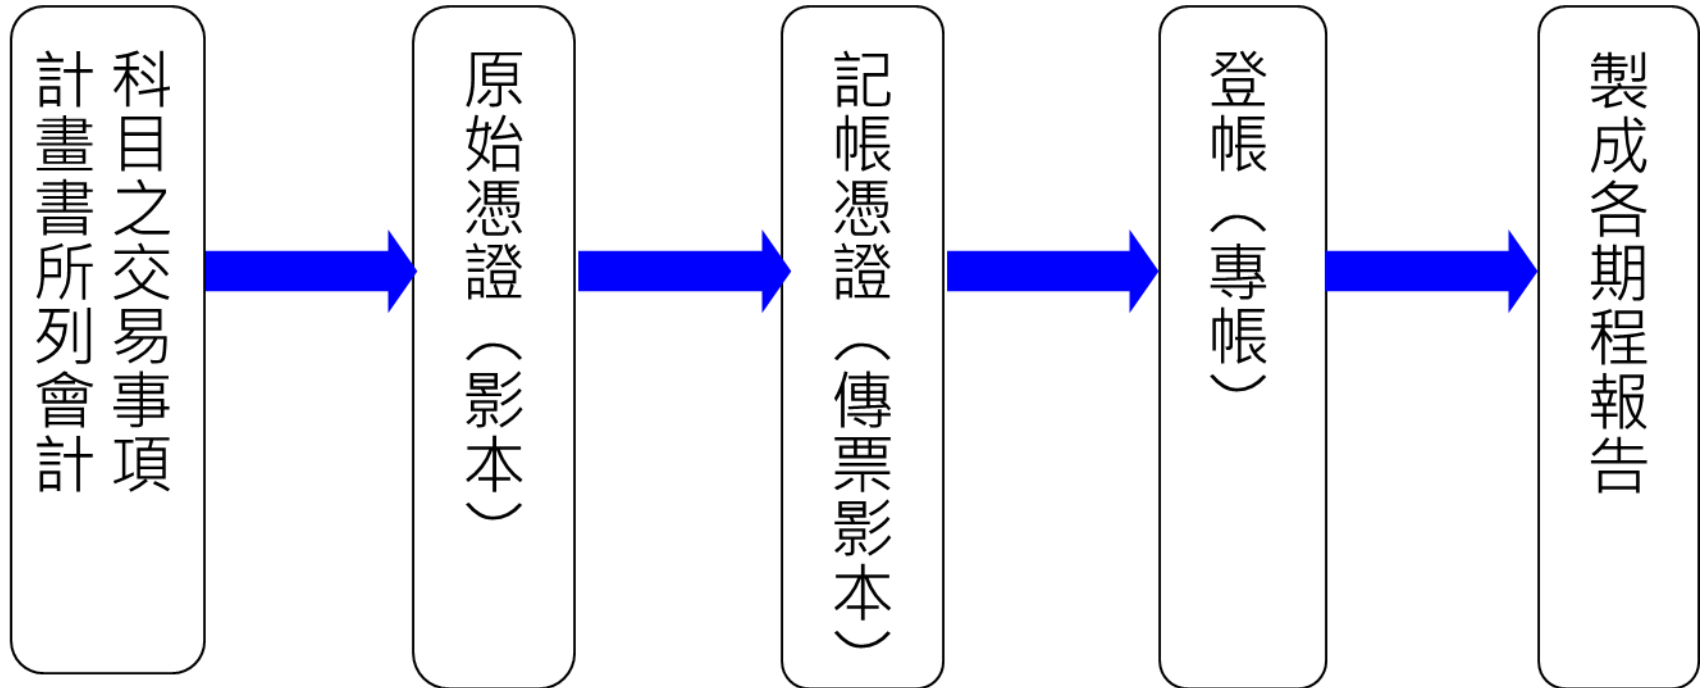 計畫書所列會計
科目之交易事項
原始憑證（影本）
記帳憑證（傳票影本）
登帳（專帳）
製成各期程報告